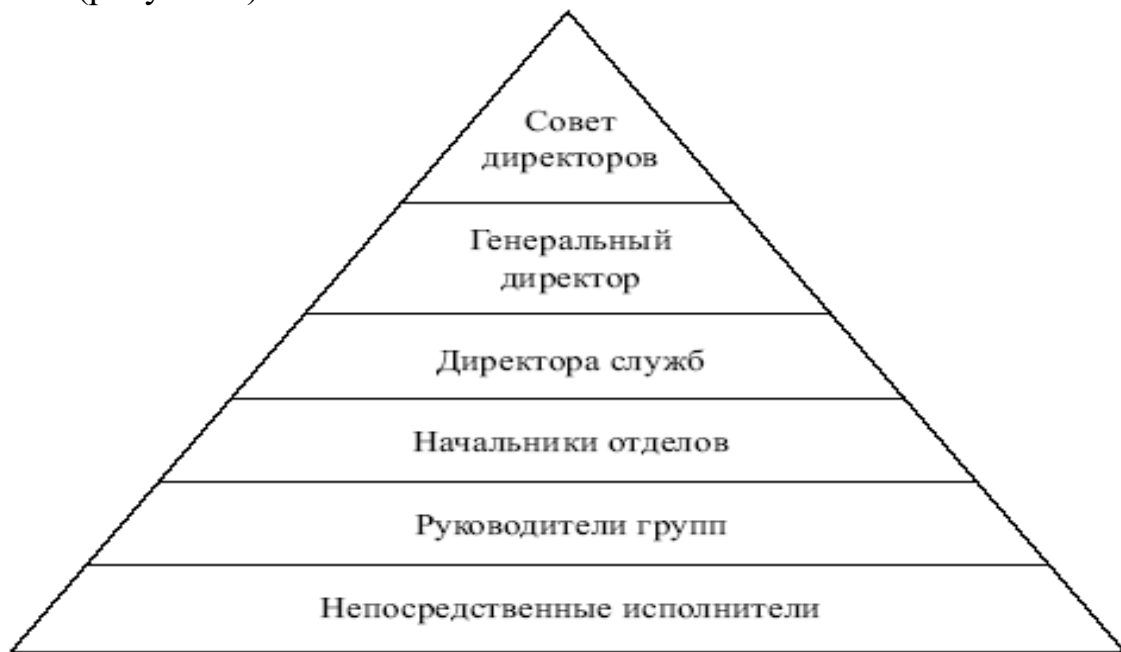 Совет
директоров
Генеральный
директор
Директора служб
Начальники отделов
Руководители групп
Непосредственные исполнители